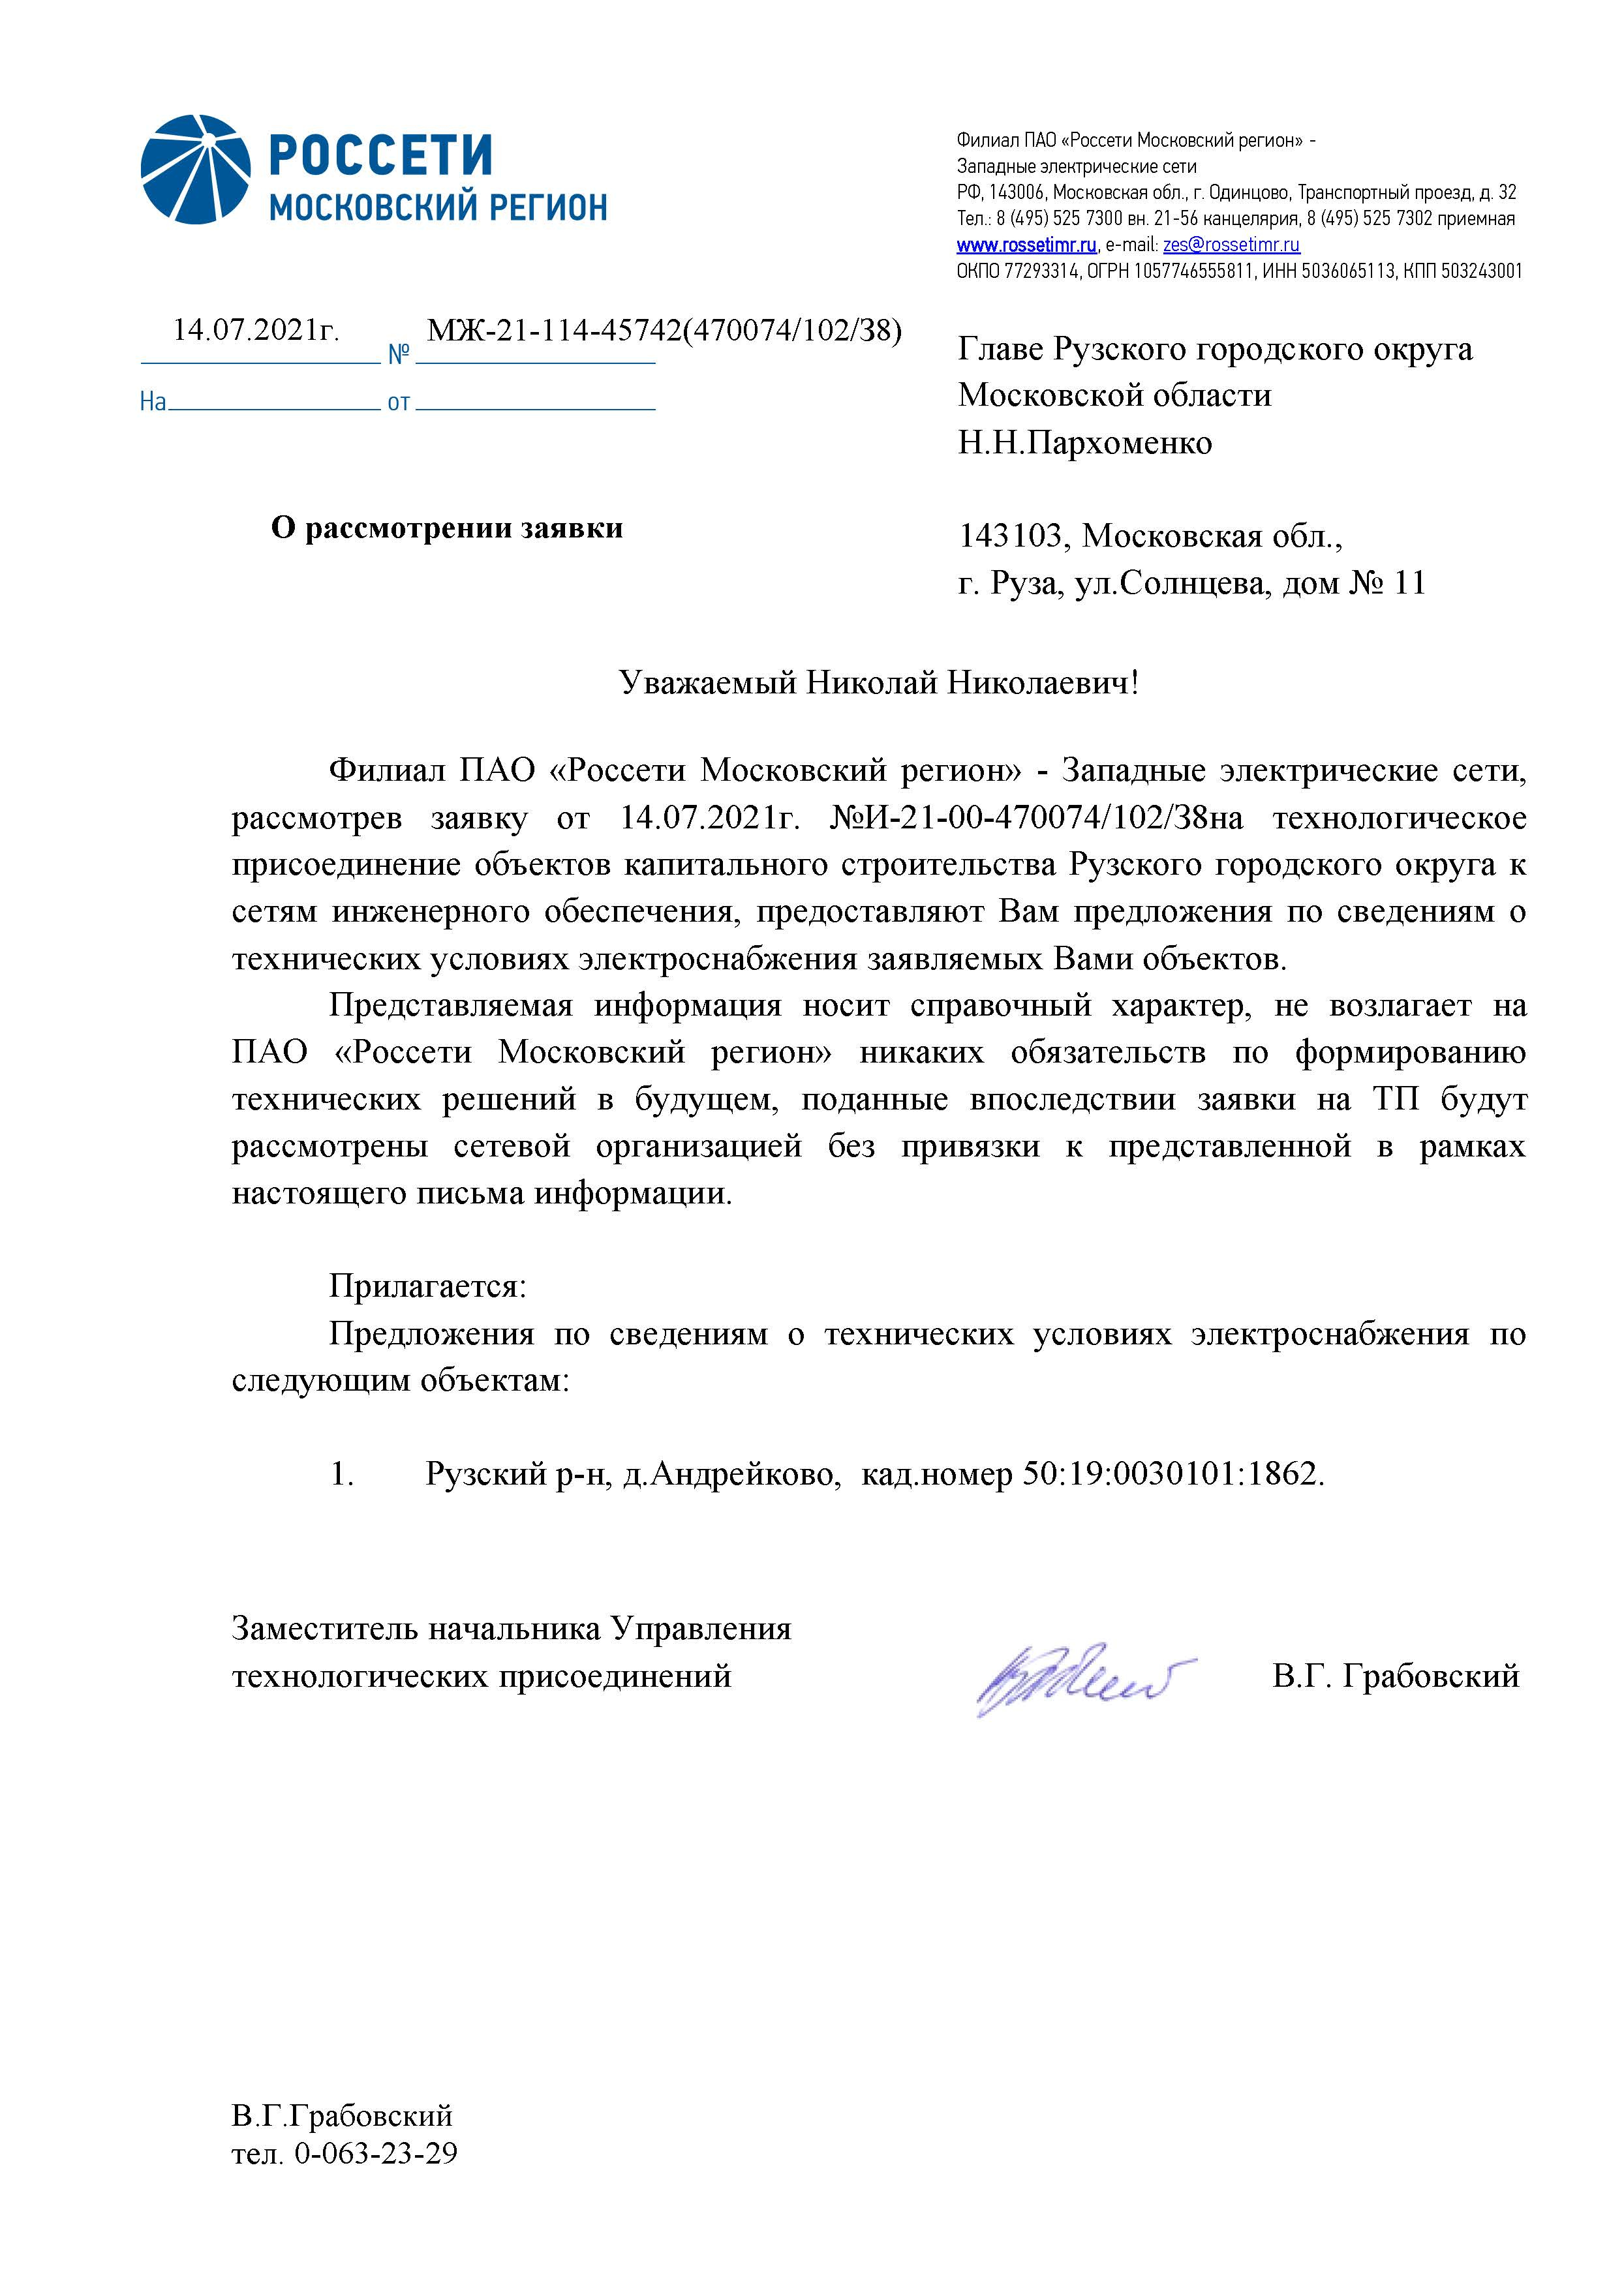 РОССЕТИ
МОСКОВСКИЙ РЕГИОН
Филиал ПАО «Россети Московский регион» -
Западные электрические сети
РФ, 143006, Московская обл., г. Одинцово, Транспортный проезд, д. 32
Тел.: 8 (495) 525 7300 вн. 21-56 канцелярия, 8 (495) 525 7302 приемная
www.rossetimr.ru, e-mail: zes@rossetimr.ru
ОКПО 77293314, ОГРН 1057746555811, ИНН 5036065113, КПП 503243001
14.07.2021г. № МЖ-21-114-45742(470074/102/З8)
На от
Главе Рузского городского округа
Московской области
Н.Н.Пархоменко
О рассмотрении заявки
143103, Московская обл.,
г. Руза, ул.Солнцева, дом № 11
Уважаемый Николай Николаевич!
Филиал ПАО «Россети Московский регион» - Западные электрические сети,
рассмотрев заявку от 14.07.2021г. №И-21-00-470074/102/З8на технологическое
присоединение объектов капитального строительства Рузского городского округа к
сетям инженерного обеспечения, предоставляют Вам предложения по сведениям о
технических условиях электроснабжения заявляемых Вами объектов.
Представляемая информация носит справочный характер, не возлагает на
ПАО «Россети Московский регион» никаких обязательств по формированию
технических решений в будущем, поданные впоследствии заявки на ТП будут
рассмотрены сетевой организацией без привязки к представленной в рамках
настоящего письма информации.
Прилагается:
Предложения по сведениям о технических условиях электроснабжения по
следующим объектам:
1. Рузский р-н, д.Андрейково, кад.номер 50:19:0030101:1862.
Заместитель начальника Управления
технологических присоединений В.Г. Грабовский
В.Г.Грабовский
тел. 0-063-23-29